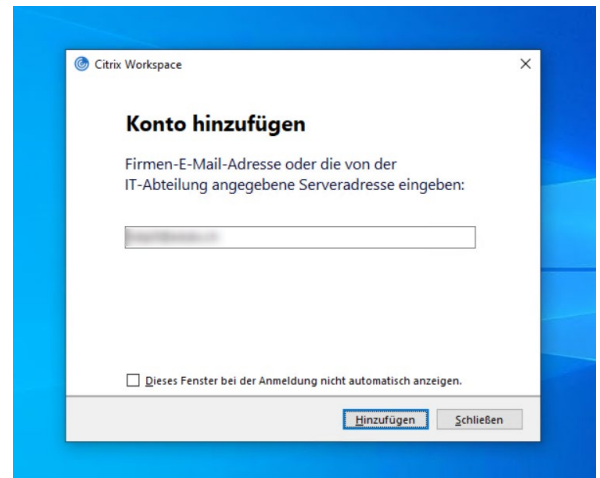 Citrix Workspace
Konto hinzufügen
Firmen-E-Mail-Adresse oder die von der
IT-Abteilung angegebene Serveradresse eingeben:
Dieses Fenster bei der Anmeldung nicht automatisch anzeigen.
Hinzufügen
Schließen